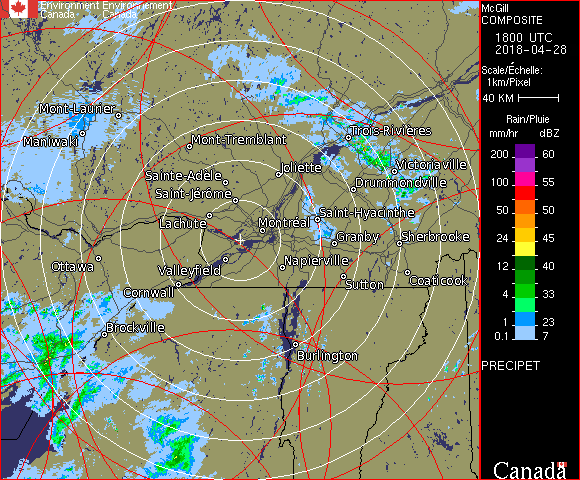 Environment Environnement
Canada Canada
Mont-Laurier
Maniwaki
Mont-Tremblant
Trois-Rivières
Joliette
Victoriaville
Sainte-Adèle
Drummondville
Saint-Jérôme
Lachute
Saint-Hyacinthe
Montréal
Granby
Sherbrooke
Ottawa
Valleyfield
Napierville
Sutton
Coaticook
Cornwall
Brockville
Burlington
McGill
COMPOSITE
1800 UTC
2018-04-28
Scale/Échelle:
1km/Pixel
40 KM
Rain/Pluie
mm/hr dBZ
200 60
100 55
50 50
24 45
12 40
4 33
1 23
0.1 7
PRECIPET
Canada